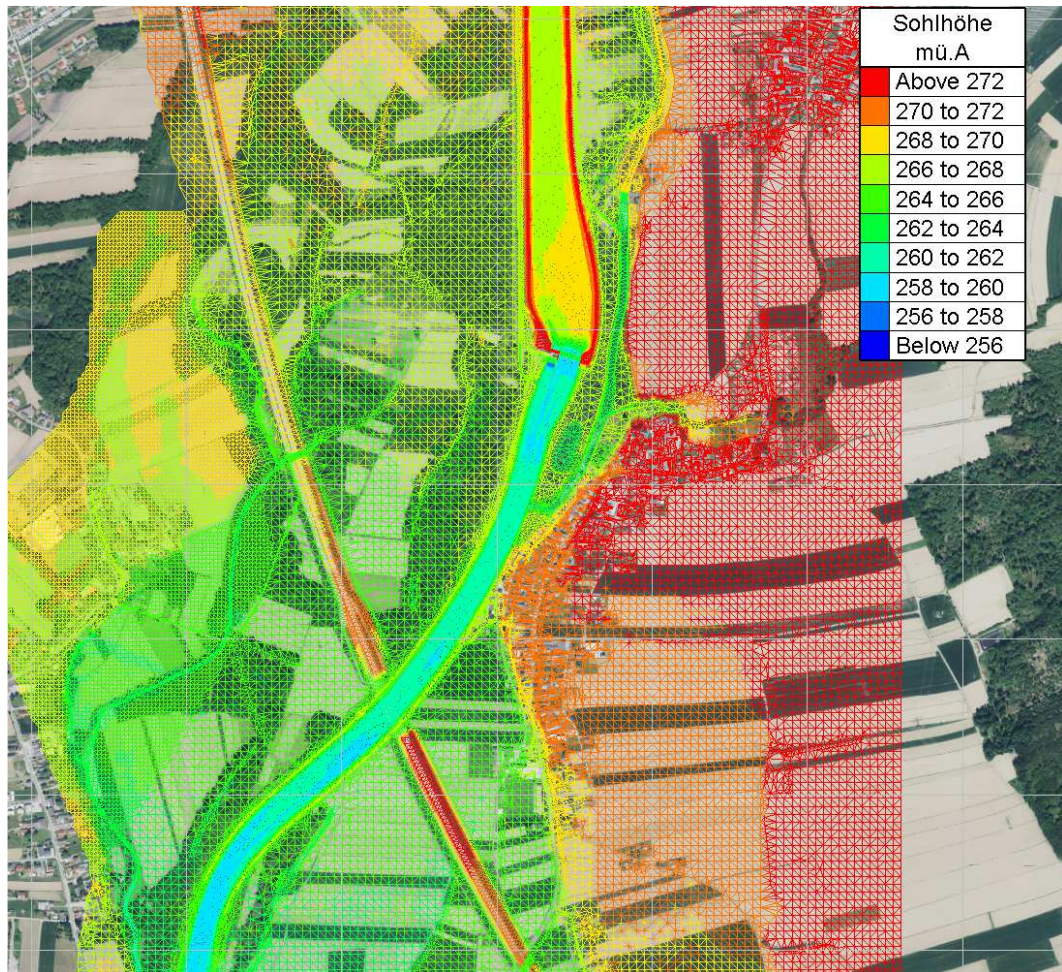 Sohlhöhe
mü.A
Above 272
270 to 272
268 to 270
266 to 268
264 to 266
262 to 264
260 to 262
258 to 260
256 to 258
Below 256